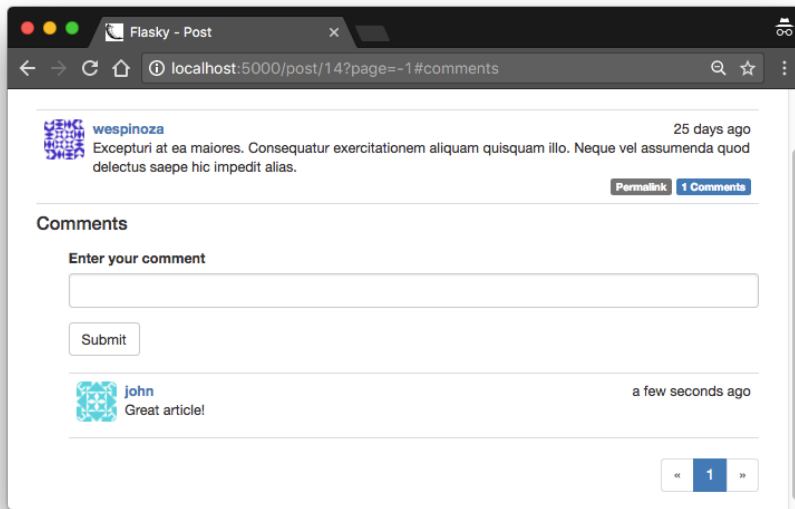 Flasky - Post
localhost:5000/post/14?page=-1#comments
wespinoza 25 days ago
Excepturi at ea maiores. Consequatur exercitationem aliquam quisquam illo. Neque vel assumenda quod
delectus saepe hic impedit alias.
Permalink 1 Comments
Comments
Enter your comment
Submit
john a few seconds ago
Great article!
« 1 »